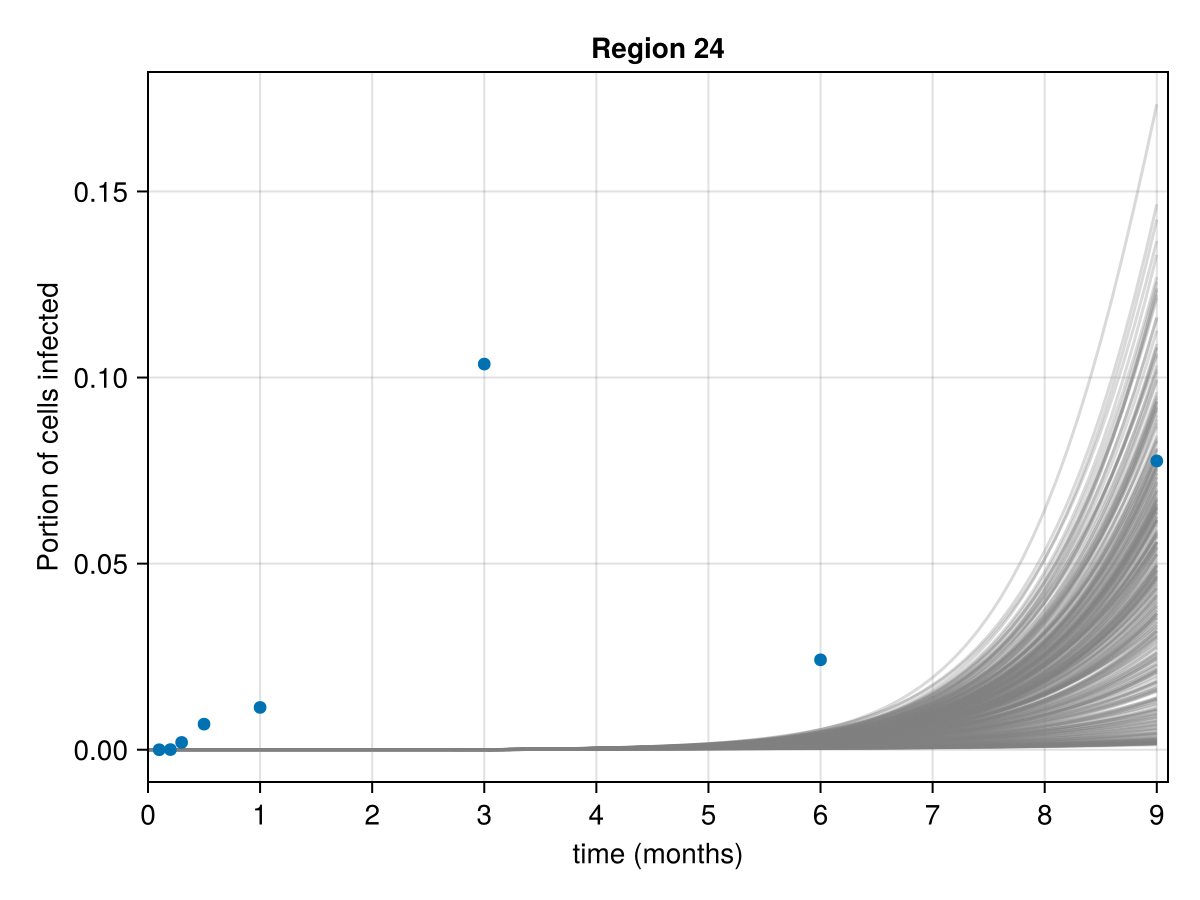 Region 24
Portion of cells infected
0.15
0.10
0.05
0.00
0 1 2 3 4 5 6 7 8 9
time (months)